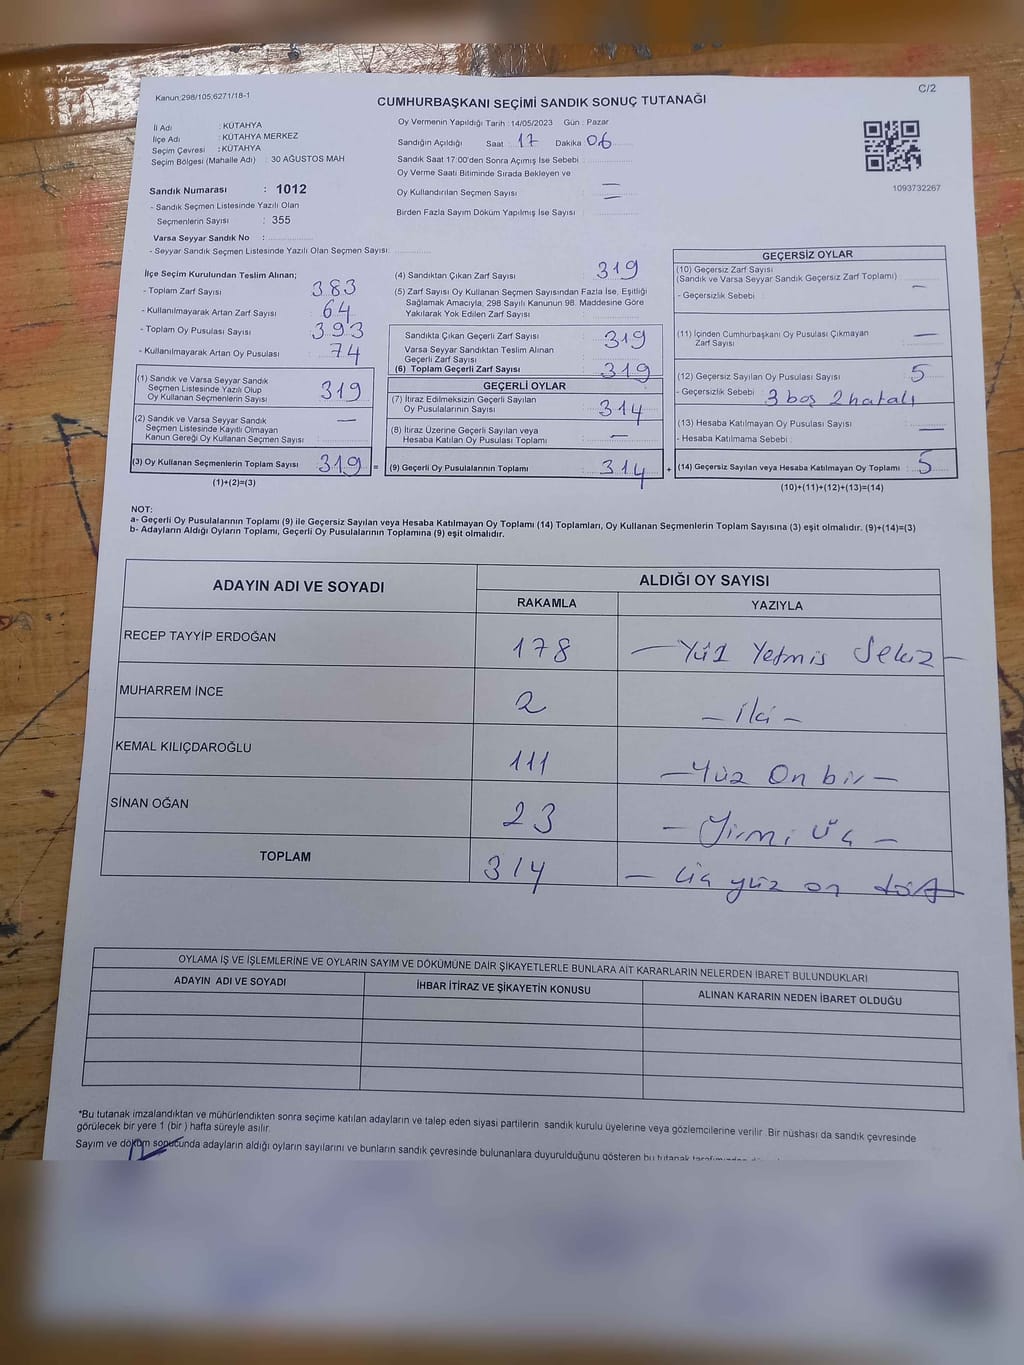 Kanun:298/105,6271/18-1
C/2
CUMHURBAŞKANI SEÇİMİ SANDIK SONUÇ TUTANAĞI
İl Adı : KÜTAHYA
İlçe Adı : KÜTAHYA MERKEZ
Seçim Çevresi : KÜTAHYA
Seçim Bölgesi (Mahalle Adı) : 30 AĞUSTOS MAH
Sandık Numarası : 1012
- Sandık Seçmen Listesinde Yazılı Olan
Seçmenlerin Sayısı : 355
Varsa Seyyar Sandık No :
- Seyyar Sandık Seçmen Listesinde Yazılı Olan Seçmen Sayısı:
Oy Vermenin Yapıldığı Tarih :14/05/2023 Gün : Pazar
Sandığın Açıldığı Saat : 17 Dakika 06
Sandık Saat 17:00'den Sonra Açımış İse Sebebi :
Oy Verme Saati Bitiminde Sırada Bekleyen ve
Oy Kullandırılan Seçmen Sayısı : —
Birden Fazla Sayım Döküm Yapılmış İse Sayısı : —
1093732267
İlçe Seçim Kurulundan Teslim Alınan;
- Toplam Zarf Sayısı : 383
- Kullanılmayarak Artan Zarf Sayısı : 64
- Toplam Oy Pusulası Sayısı : 393
- Kullanılmayarak Artan Oy Pusulası : 74
(1) Sandık ve Varsa Seyyar Sandık
Seçmen Listesinde Yazılı Olup
Oy Kullanan Seçmenlerin Sayısı : 319
(2) Sandık ve Varsa Seyyar Sandık
Seçmen Listesinde Kayıtlı Olmayan
Kanun Gereği Oy Kullanan Seçmen Sayısı : —
(3) Oy Kullanan Seçmenlerin Toplam Sayısı : 319 =
(1)+(2)=(3)
(4) Sandıktan Çıkan Zarf Sayısı : 319
(5) Zarf Sayısı Oy Kullanan Seçmen Sayısından Fazla İse, Eşitliği
Sağlamak Amacıyla; 298 Sayılı Kanunun 98. Maddesine Göre
Yakılarak Yok Edilen Zarf Sayısı :
Sandıkta Çıkan Geçerli Zarf Sayısı : 319
Varsa Seyyar Sandıktan Teslim Alınan
Geçerli Zarf Sayısı :
(6) Toplam Geçerli Zarf Sayısı : 319
GEÇERLİ OYLAR
(7) İtiraz Edilmeksizin Geçerli Sayılan
Oy Pusulasının Sayısı : 314
(8) İtiraz Üzerine Geçerli Sayılan veya
Hesaba Katılan Oy Pusulası Toplamı : —
(9) Geçerli Oy Pusulalarının Toplamı : 314 +
GEÇERSİZ OYLAR
(10) Geçersiz Zarf Sayısı
(Sandık ve Varsa Seyyar Sandık Geçersiz Zarf Toplamı) : —
- Geçersizlik Sebebi :
(11) İçinden Cumhurbaşkanı Oy Pusulası Çıkmayan
Zarf Sayısı : —
(12) Geçersiz Sayılan Oy Pusulası Sayısı : 5
- Geçersizlik Sebebi : 3 boş 2 hatalı
(13) Hesaba Katılmayan Oy Pusulası Sayısı : —
- Hesaba Katılmama Sebebi :
(14) Geçersiz Sayılan veya Hesaba Katılmayan Oy Toplamı : 5
(10)+(11)+(12)+(13)=(14)
NOT:
a- Geçerli Oy Pusulalarının Toplamı (9) ile Geçersiz Sayılan veya Hesaba Katılmayan Oy Toplamı (14) Toplamları, Oy Kullanan Seçmenlerin Toplam Sayısına (3) eşit olmalıdır. (9)+(14)=(3)
b- Adayların Aldığı Oyların Toplamı, Geçerli Oy Pusulalarının Toplamına (9) eşit olmalıdır.
ADAYIN ADI VE SOYADI
ALDIĞI OY SAYISI
RAKAMLA YAZIYLA
RECEP TAYYİP ERDOĞAN 178 — Yüz Yetmiş Sekiz —
MUHARREM İNCE 2 — iki —
KEMAL KILIÇDAROĞLU 111 — Yüz On bir —
SİNAN OĞAN 23 — Yirmi üç —
TOPLAM 314 — üç yüz on dört
OYLAMA İŞ VE İŞLEMLERİNE VE OYLARIN SAYIM VE DÖKÜMÜNE DAİR ŞİKAYETLERLE BUNLARA AİT KARARLARIN NELERDEN İBARET BULUNDUKLARI
ADAYIN ADI VE SOYADI
İHBAR İTİRAZ VE ŞİKAYETİN KONUSU
ALINAN KARARIN NEDEN İBARET OLDUĞU
*Bu tutanak imzalandıktan ve mühürlendikten sonra seçime katılan adayların ve talep eden siyasi partilerin sandık kurulu üyelerine veya gözlemcilerine verilir. Bir nüshası da sandık çevresinde
görülecek bir yere 1 (bir ) hafta süreyle asılır.
Sayım ve döküm sonucunda adayların aldığı oyların sayılarını ve bunların sandık çevresinde bulunanlara duyurulduğunu gösteren bu tutanak